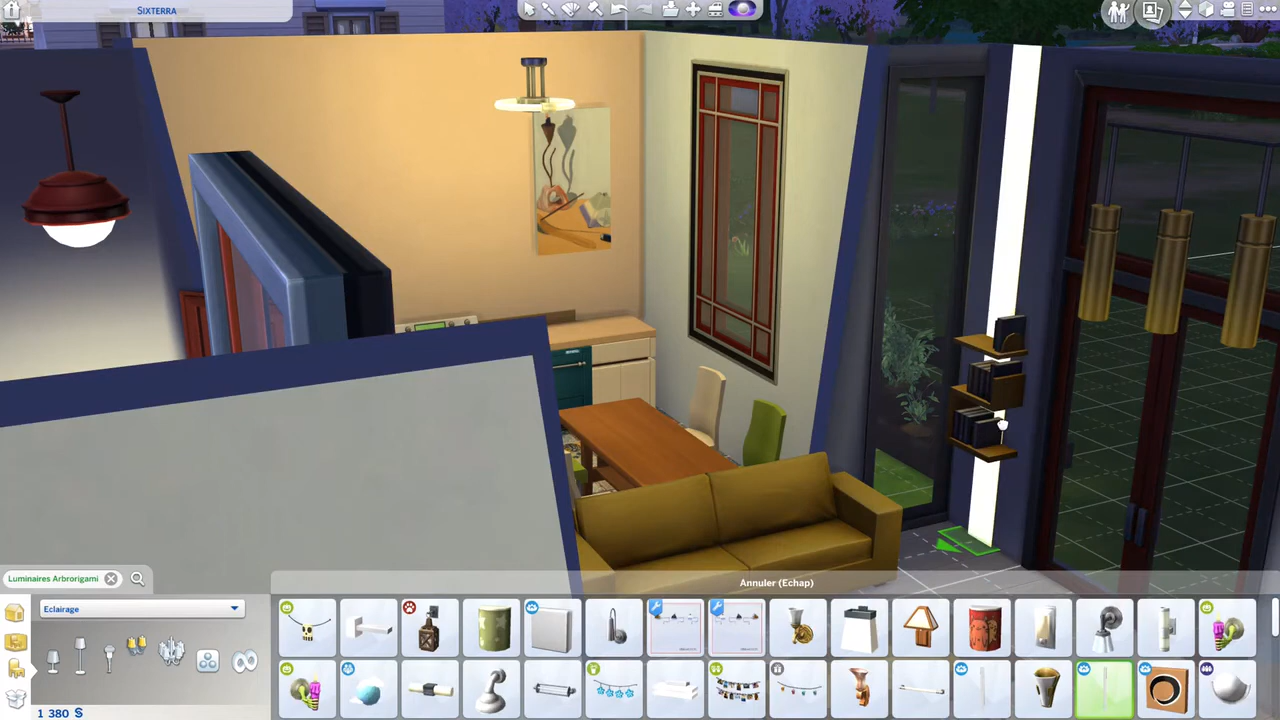 SIXTERRA
Annuler (Echap)
Luminaires Arbrorigami
Eclairage
1 380 $